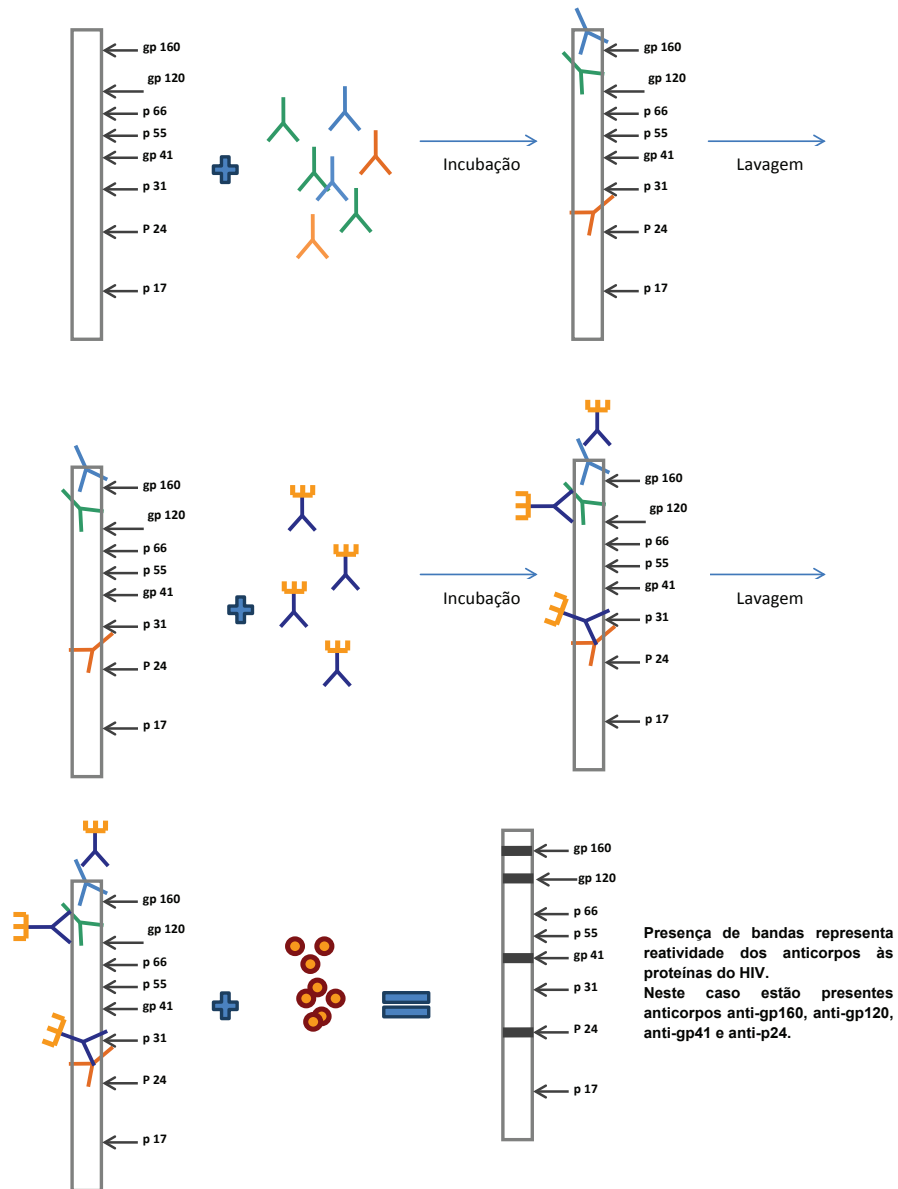 gp 160
gp 120
p 66
p 55
gp 41
p 31
P 24
p 17
Incubação
gp 160
gp 120
p 66
p 55
gp 41
p 31
P 24
p 17
Lavagem
gp 160
gp 120
p 66
p 55
gp 41
p 31
P 24
p 17
Incubação
gp 160
gp 120
p 66
p 55
gp 41
p 31
P 24
p 17
Lavagem
gp 160
gp 120
p 66
p 55
gp 41
p 31
P 24
p 17
gp 160
gp 120
p 66
p 55
gp 41
p 31
P 24
p 17
Presença de bandas representa
reatividade dos anticorpos às
proteínas do HIV.
Neste caso estão presentes
anticorpos anti-gp160, anti-gp120,
anti-gp41 e anti-p24.